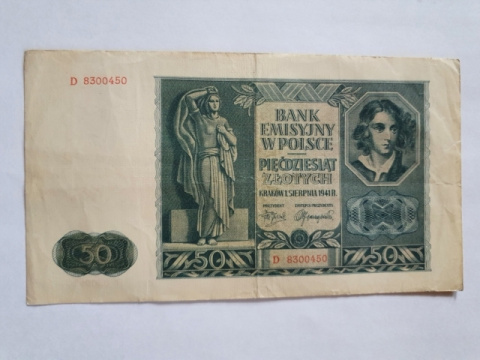 D 8300450
BANK
EMISYJNY
W POLSCE
PIĘĆDZIESIĄT
ZŁOTYCH
KRAKÓW 1. SIERPNIA 1941 R.
50
50
D 8300450
50